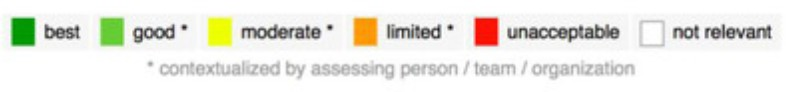 best good * moderate * limited * unacceptable not relevant
* contextualized by assessing person / team / organization